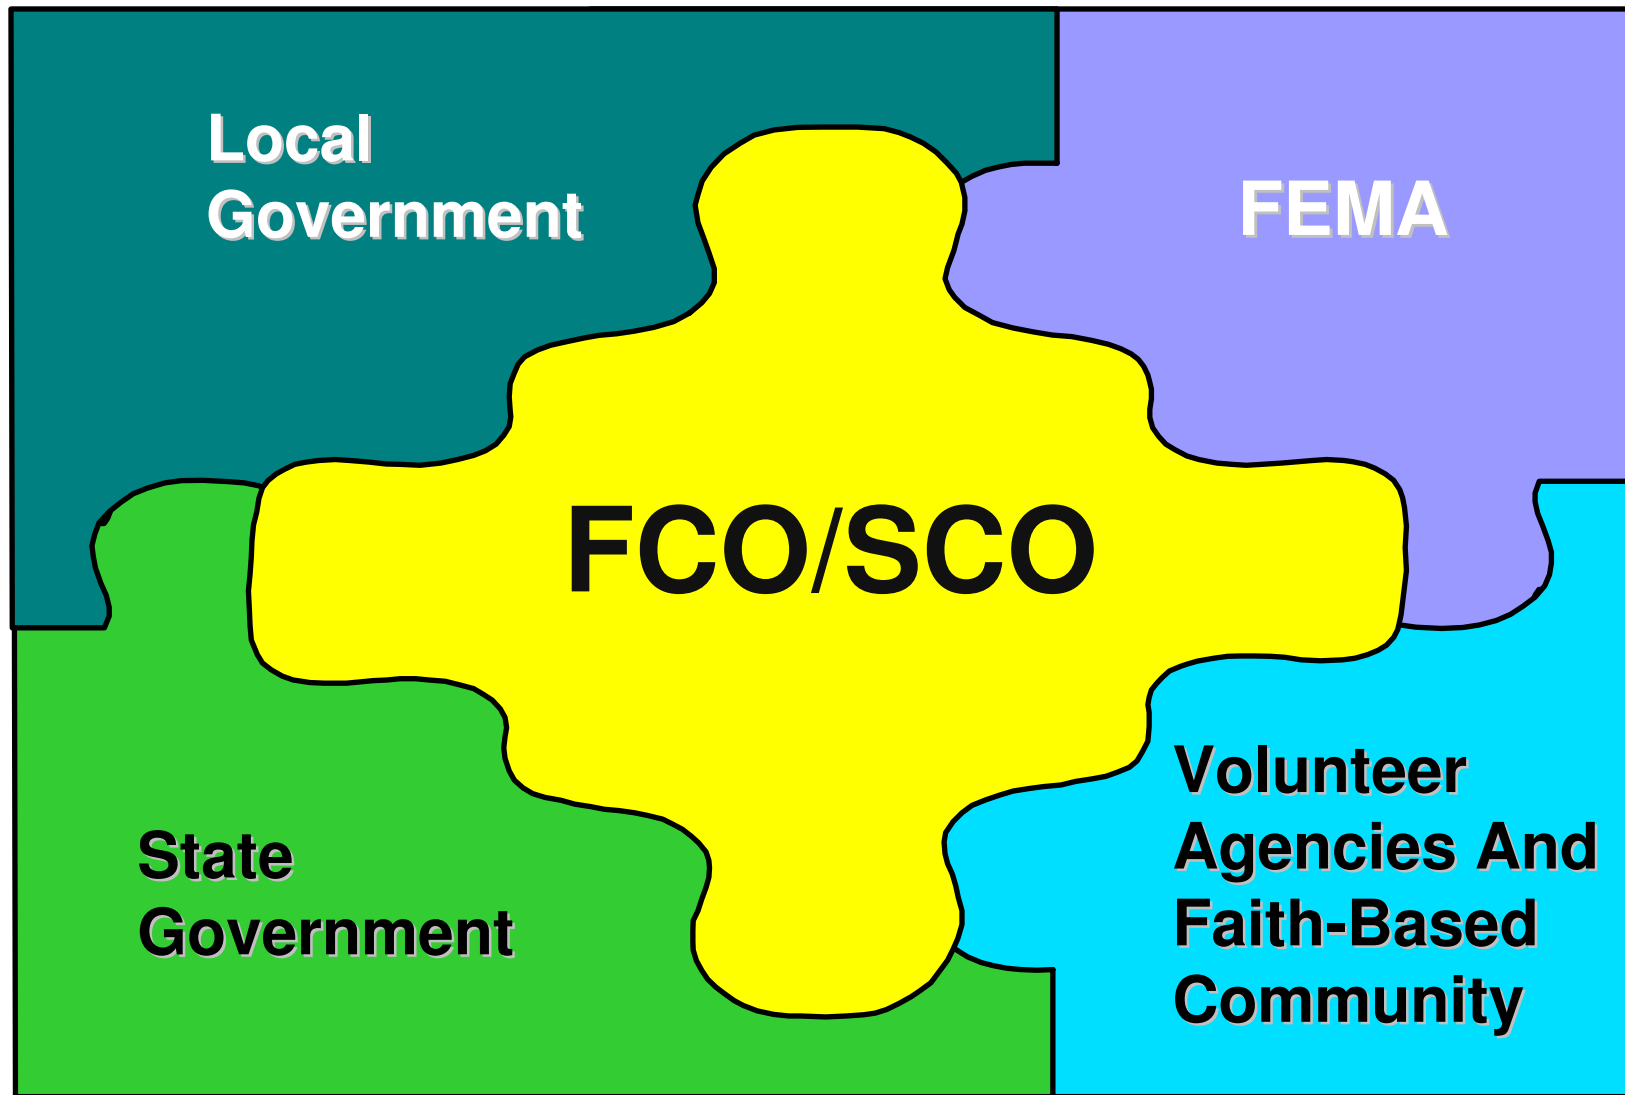 Local
Government
FEMA
FCO/SCO
State
Government
Volunteer
Agencies And
Faith-Based
Community